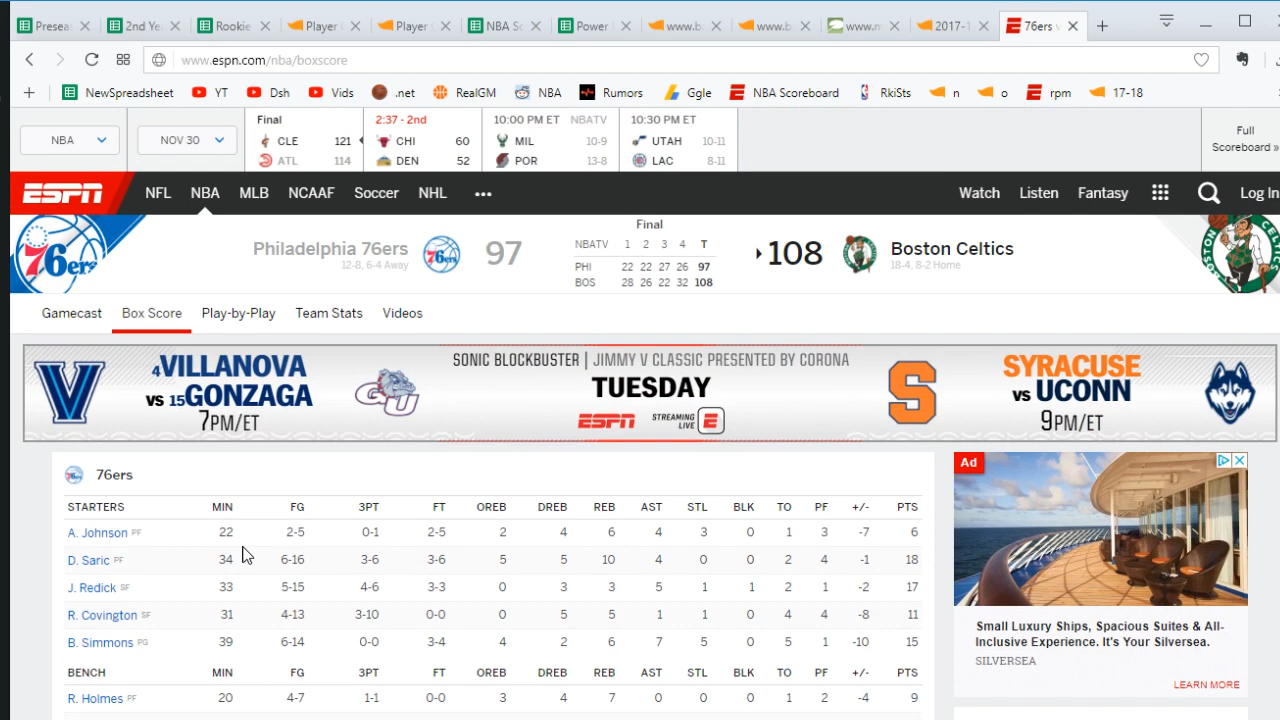 Presea
2nd Ye
Rookie
Player
Player
NBA Sc
Power
www.b
www.b
www.m
2017-1
76ers
www.espn.com/nba/boxscore
NewSpreadsheet YT Dsh Vids .net RealGM NBA Rumors Ggle NBA Scoreboard RkiSts n o rpm 17-18
NBA
NOV 30
Final
CLE 121
ATL 114
2:37 - 2nd
CHI 60
DEN 52
10:00 PM ET NBATV
MIL 10-9
POR 13-8
10:30 PM ET
UTAH 10-11
LAC 8-11
Full
Scoreboard »
ESPN NFL NBA MLB NCAAF Soccer NHL ••• Watch Listen Fantasy Log In
76ers
Philadelphia 76ers
12-8, 6-4 Away
97
Final
NBATV 1 2 3 4 T
PHI 22 22 27 26 97
BOS 28 26 22 32 108
108
Boston Celtics
18-4, 8-2 Home
Gamecast Box Score Play-by-Play Team Stats Videos
4VILLANOVA
VS 15GONZAGA
7PM/ET
SONIC BLOCKBUSTER | JIMMY V CLASSIC PRESENTED BY CORONA
TUESDAY
ESPN STREAMING LIVE
SYRACUSE
VS UCONN
9PM/ET
76ers
STARTERS MIN FG 3PT FT OREB DREB REB AST STL BLK TO PF +/- PTS
A. Johnson PF 22 2-5 0-1 2-5 2 4 6 4 3 0 1 3 -7 6
D. Saric PF 34 6-16 3-6 3-6 5 5 10 4 0 0 2 4 -1 18
J. Redick SF 33 5-15 4-6 3-3 0 3 3 5 1 1 2 1 -2 17
R. Covington SF 31 4-13 3-10 0-0 0 5 5 1 1 0 4 4 -8 11
B. Simmons PG 39 6-14 0-0 3-4 4 2 6 7 5 0 5 1 -10 15
BENCH MIN FG 3PT FT OREB DREB REB AST STL BLK TO PF +/- PTS
R. Holmes PF 20 4-7 1-1 0-0 3 4 7 0 0 0 1 2 -4 9
Ad
Small Luxury Ships, Spacious Suites & All-
Inclusive Experience. It's Your Silversea.
SILVERSEA
LEARN MORE